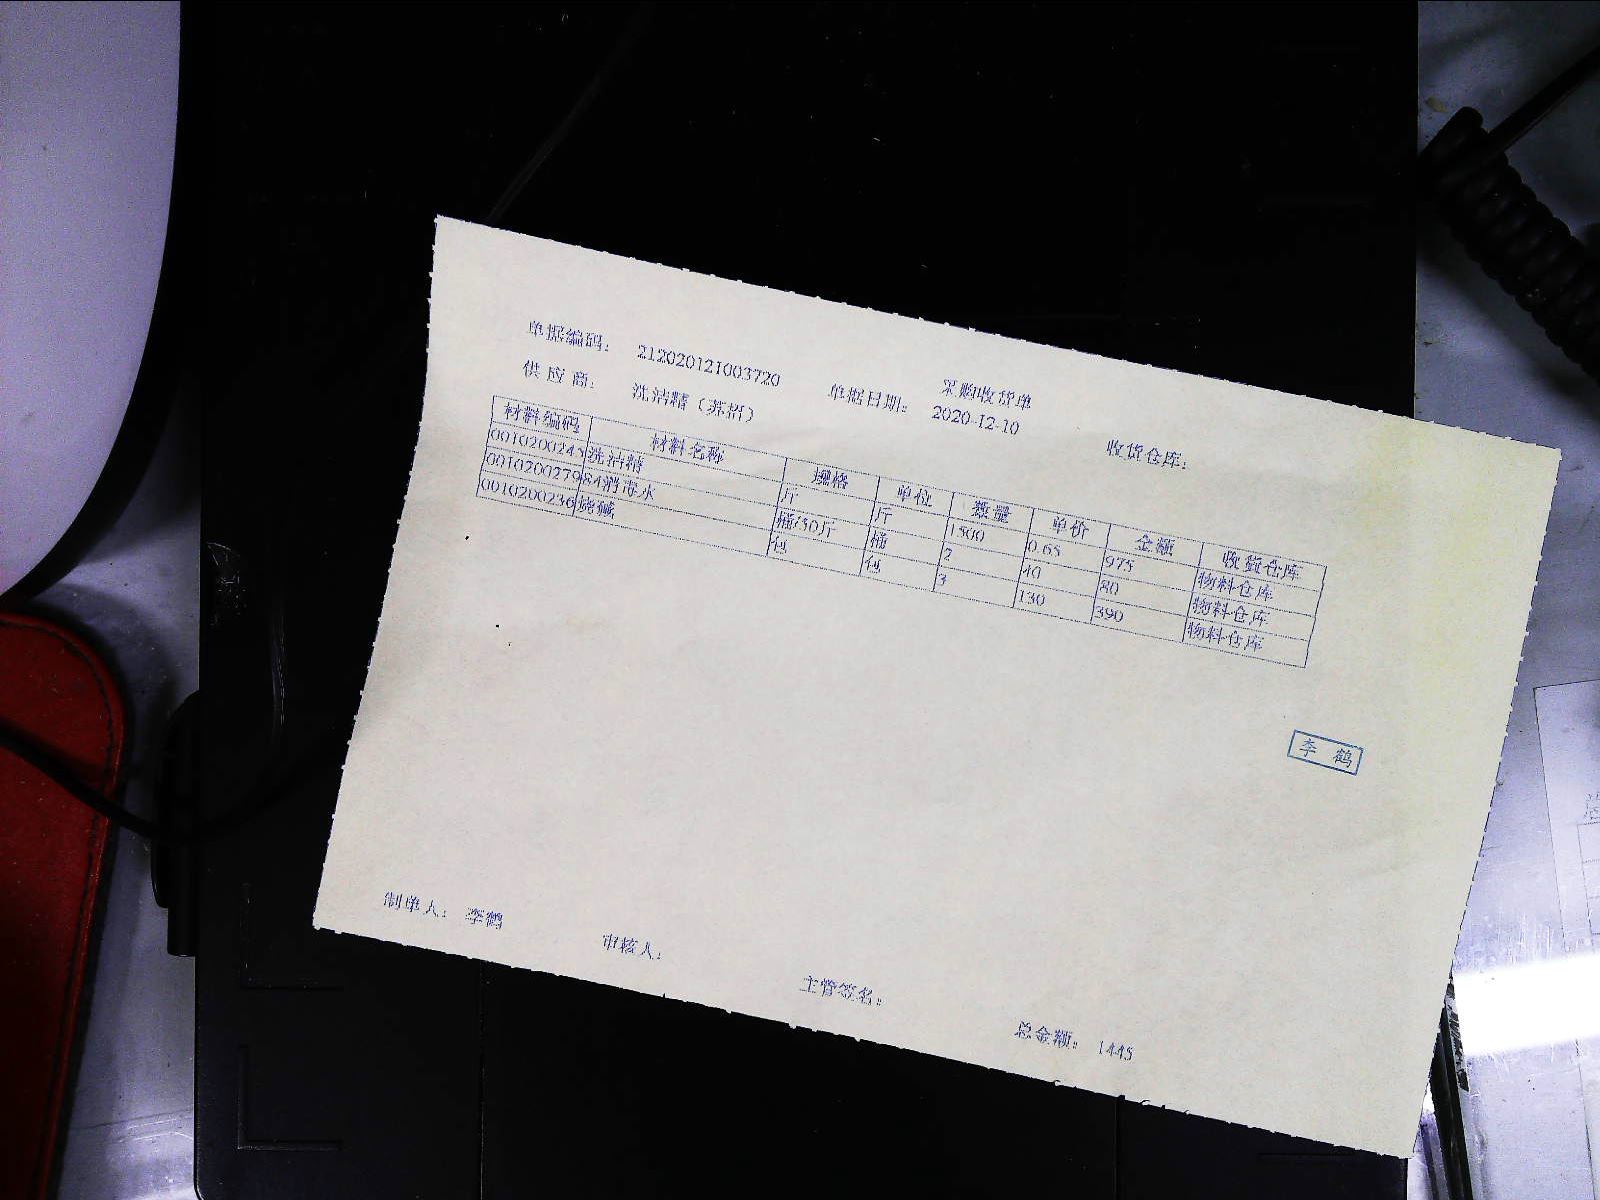 采购收货单
单据编码: 212020121003720 单据日期: 2020-12-10 收货仓库:
供应商: 洗洁精(苏招)
材料编码 材料名称 规格 单位 数量 单价 金额 收货仓库
0010200245 洗洁精 斤 斤 1500 0.65 975 物料仓库
0010200279 84消毒水 桶/30斤 桶 2 40 80 物料仓库
0010200236 烧碱 包 包 3 130 390 物料仓库
李鹤
制单人: 李鹤 审核人: 主管签名: 总金额: 1445